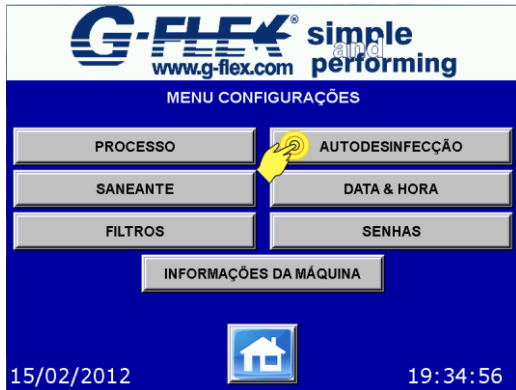 G-FLEX® simple
and
www.g-flex.com performing
MENU CONFIGURAÇÕES
PROCESSO AUTODESINFECÇÃO
SANEANTE DATA & HORA
FILTROS SENHAS
INFORMAÇÕES DA MÁQUINA
15/02/2012 19:34:56